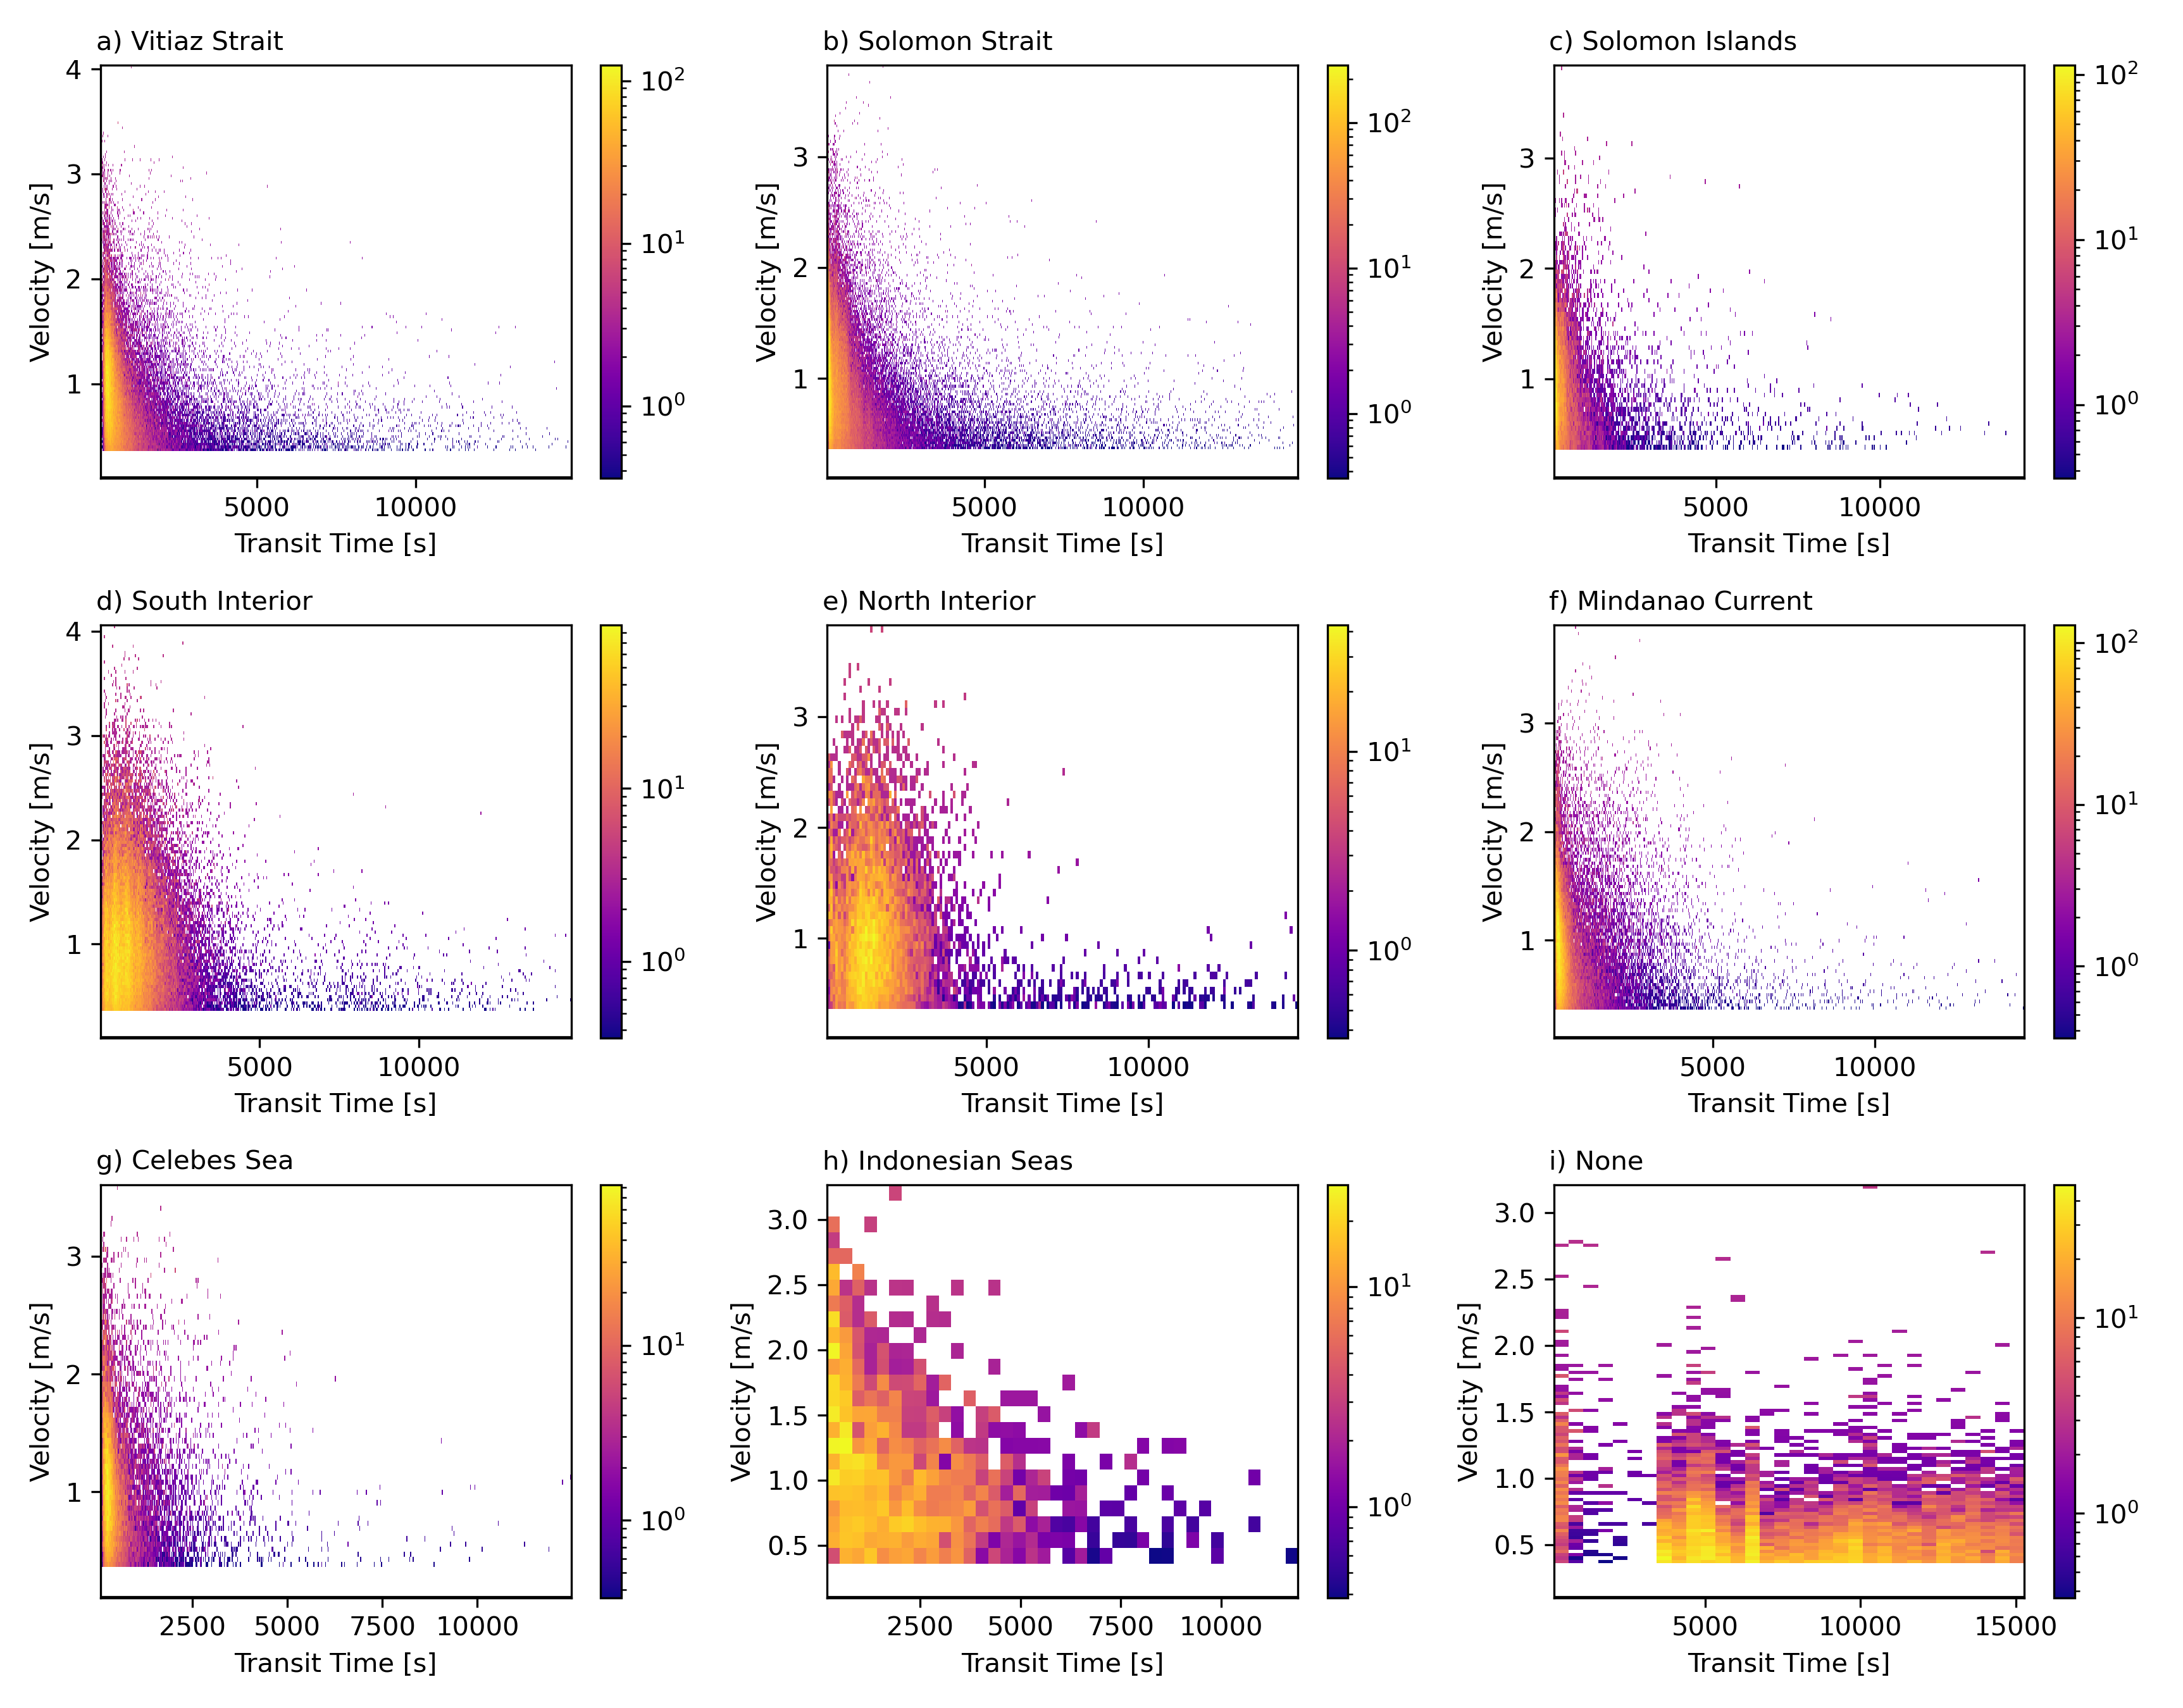 a) Vitiaz Strait
4
3
2
1
Velocity [m/s]
5000 10000
Transit Time [s]
10²
10¹
10⁰
b) Solomon Strait
3
2
1
Velocity [m/s]
5000 10000
Transit Time [s]
10²
10¹
10⁰
c) Solomon Islands
3
2
1
Velocity [m/s]
5000 10000
Transit Time [s]
10²
10¹
10⁰
d) South Interior
4
3
2
1
Velocity [m/s]
5000 10000
Transit Time [s]
10¹
10⁰
e) North Interior
3
2
1
Velocity [m/s]
5000 10000
Transit Time [s]
10¹
10⁰
f) Mindanao Current
3
2
1
Velocity [m/s]
5000 10000
Transit Time [s]
10²
10¹
10⁰
g) Celebes Sea
3
2
1
Velocity [m/s]
2500 5000 7500 10000
Transit Time [s]
10¹
10⁰
h) Indonesian Seas
3.0
2.5
2.0
1.5
1.0
0.5
Velocity [m/s]
2500 5000 7500 10000
Transit Time [s]
10¹
10⁰
i) None
3.0
2.5
2.0
1.5
1.0
0.5
Velocity [m/s]
5000 10000 15000
Transit Time [s]
10¹
10⁰